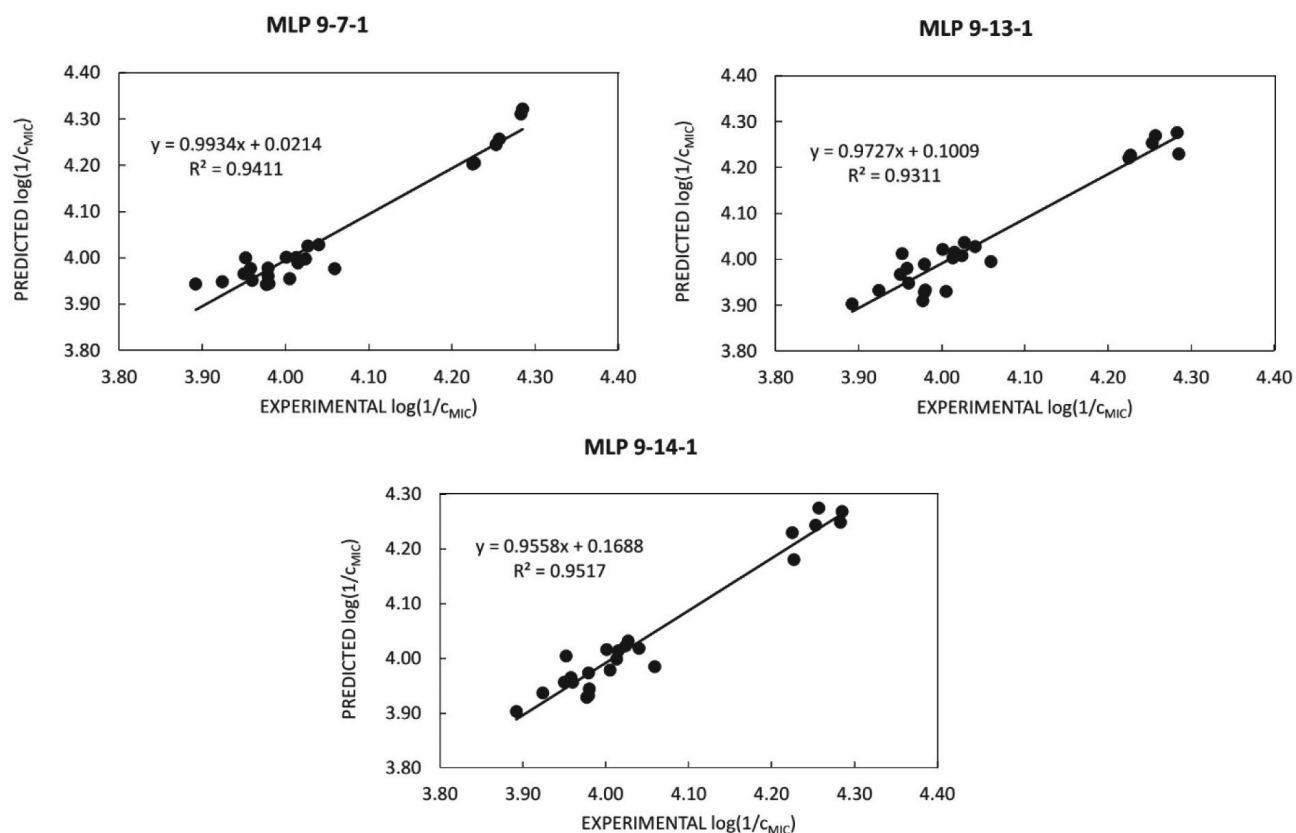 MLP 9-7-1
4.40
4.30
4.20
4.10
4.00
3.90
3.80
PREDICTED log(1/cMIC)
y = 0.9934x + 0.0214
R² = 0.9411
3.80 3.90 4.00 4.10 4.20 4.30 4.40
EXPERIMENTAL log(1/cMIC)
MLP 9-13-1
4.40
4.30
4.20
4.10
4.00
3.90
3.80
PREDICTED log(1/cMIC)
y = 0.9727x + 0.1009
R² = 0.9311
3.80 3.90 4.00 4.10 4.20 4.30 4.40
EXPERIMENTAL log(1/cMIC)
MLP 9-14-1
4.30
4.20
4.10
4.00
3.90
3.80
PREDICTED log(1/cMIC)
y = 0.9558x + 0.1688
R² = 0.9517
3.80 3.90 4.00 4.10 4.20 4.30 4.40
EXPERIMENTAL log(1/cMIC)